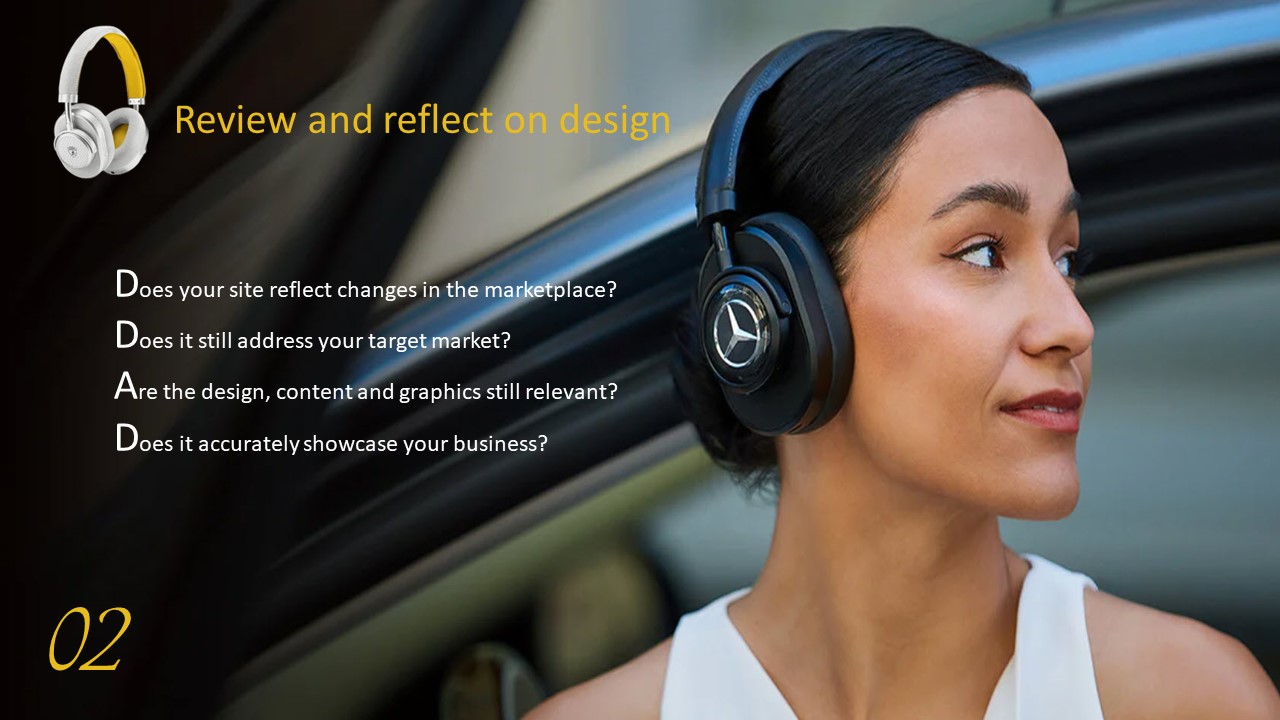 Review and reflect on design
Does your site reflect changes in the marketplace?
Does it still address your target market?
Are the design, content and graphics still relevant?
Does it accurately showcase your business?
02